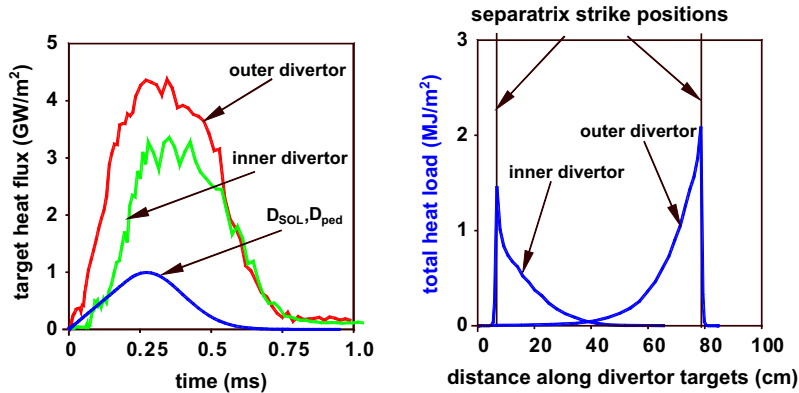 target heat flux (GW/m²)
5
4
3
2
1
0
0
0.25
0.5
0.75
1.0
time (ms)
outer divertor
inner divertor
D_SOL,D_ped
separatrix strike positions
total heat load (MJ/m²)
3
2
1
0
0
20
40
60
80
100
distance along divertor targets (cm)
outer divertor
inner divertor